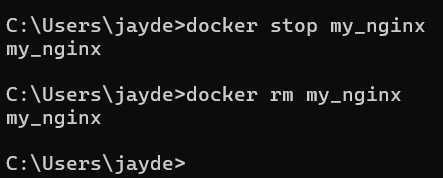 C:\Users\jayde>docker stop my_nginx
my_nginx
C:\Users\jayde>docker rm my_nginx
my_nginx
C:\Users\jayde>